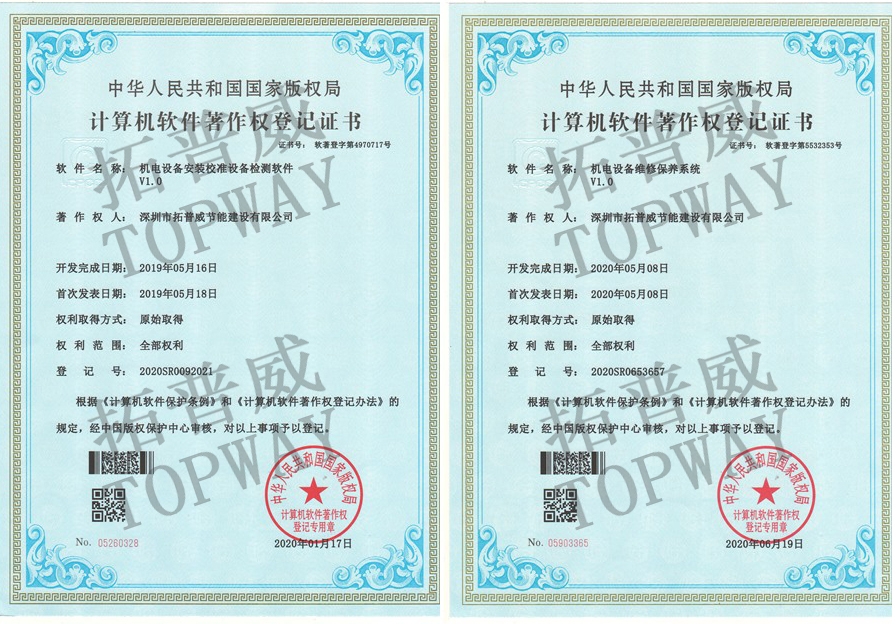 中华人民共和国国家版权局
计算机软件著作权登记证书
证书号： 软著登字第4970717号
软 件 名 称： 机电设备安装校准设备检测软件
V1.0
著 作 权 人： 深圳市拓普威节能建设有限公司
开发完成日期： 2019年05月16日
首次发表日期： 2019年05月18日
权利取得方式： 原始取得
权 利 范 围： 全部权利
登 记 号： 2020SR0092021
根据《计算机软件保护条例》和《计算机软件著作权登记办法》的
规定，经中国版权保护中心审核，对以上事项予以登记。
中华人民共和国国家版权局
计算机软件著作权
登记专用章
No. 05260328
2020年01月17日
拓普威
TOPWAY
拓普威
TOPWAY
中华人民共和国国家版权局
计算机软件著作权登记证书
证书号： 软著登字第5532353号
软 件 名 称： 机电设备维修保养系统
V1.0
著 作 权 人： 深圳市拓普威节能建设有限公司
开发完成日期： 2020年05月08日
首次发表日期： 2020年05月08日
权利取得方式： 原始取得
权 利 范 围： 全部权利
登 记 号： 2020SR0653657
根据《计算机软件保护条例》和《计算机软件著作权登记办法》的
规定，经中国版权保护中心审核，对以上事项予以登记。
中华人民共和国国家版权局
计算机软件著作权
登记专用章
No. 05903365
2020年06月19日
拓普威
TOPWAY
拓普威
TOPWAY